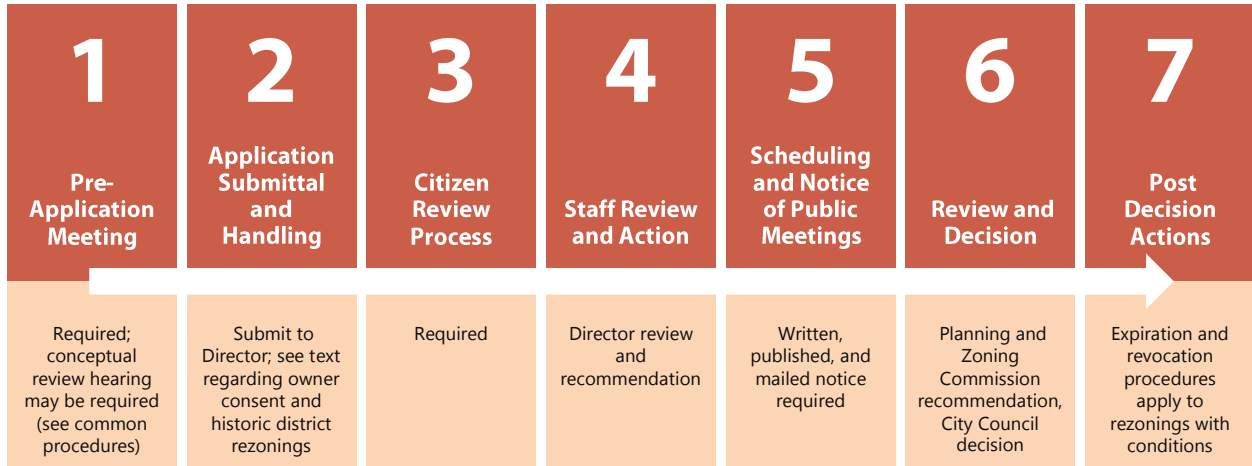 1
Pre-
Application
Meeting
Required;
conceptual
review hearing
may be required
(see common
procedures)
2
Application
Submittal
and
Handling
Submit to
Director; see text
regarding owner
consent and
historic district
rezonings
3
Citizen
Review
Process
Required
4
Staff Review
and Action
Director review
and
recommendation
5
Scheduling
and Notice
of Public
Meetings
Written,
published, and
mailed notice
required
6
Review and
Decision
Planning and
Zoning
Commission
recommendation,
City Council
decision
7
Post
Decision
Actions
Expiration and
revocation
procedures
apply to
rezonings with
conditions